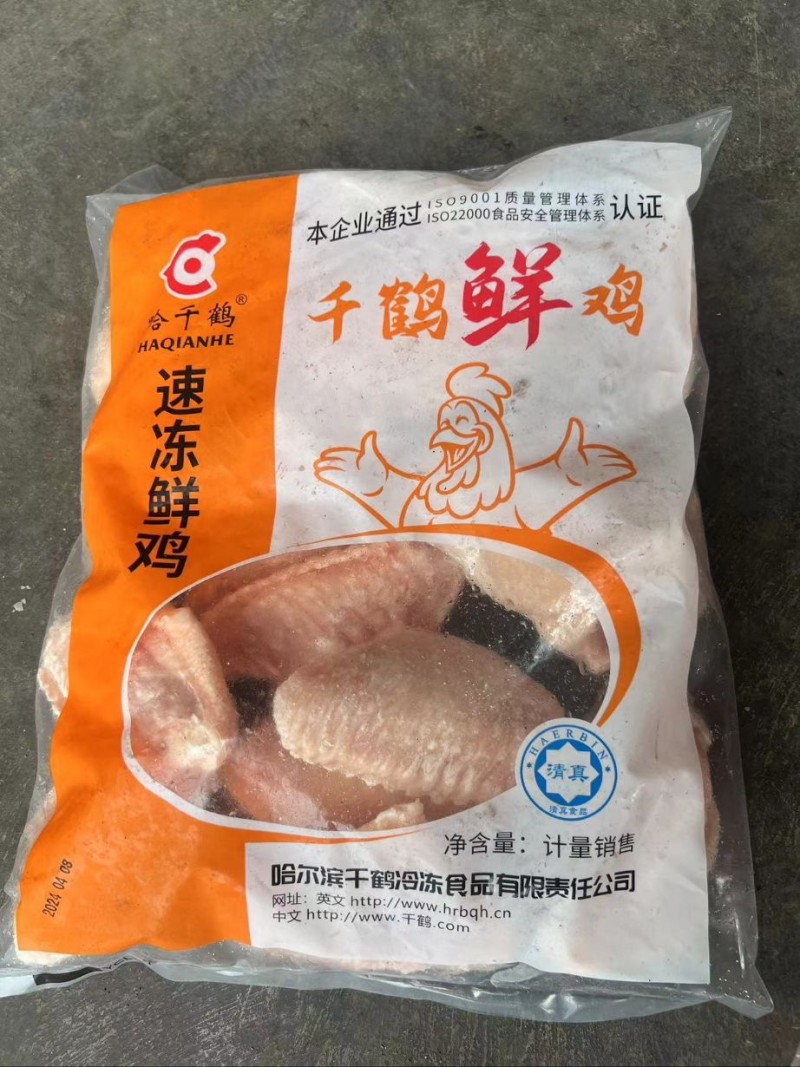 本企业通过 ISO9001质量管理体系 认证
ISO22000食品安全管理体系
哈千鹤®
HAQIANHE
千鹤鲜鸡
速冻鲜鸡
HAERBIN
清真
清真食品
净含量：计量销售
哈尔滨千鹤冷冻食品有限责任公司
网址：英文 http://www.hrbqh.cn
中文 http://www.千鹤.com
2024 04 08